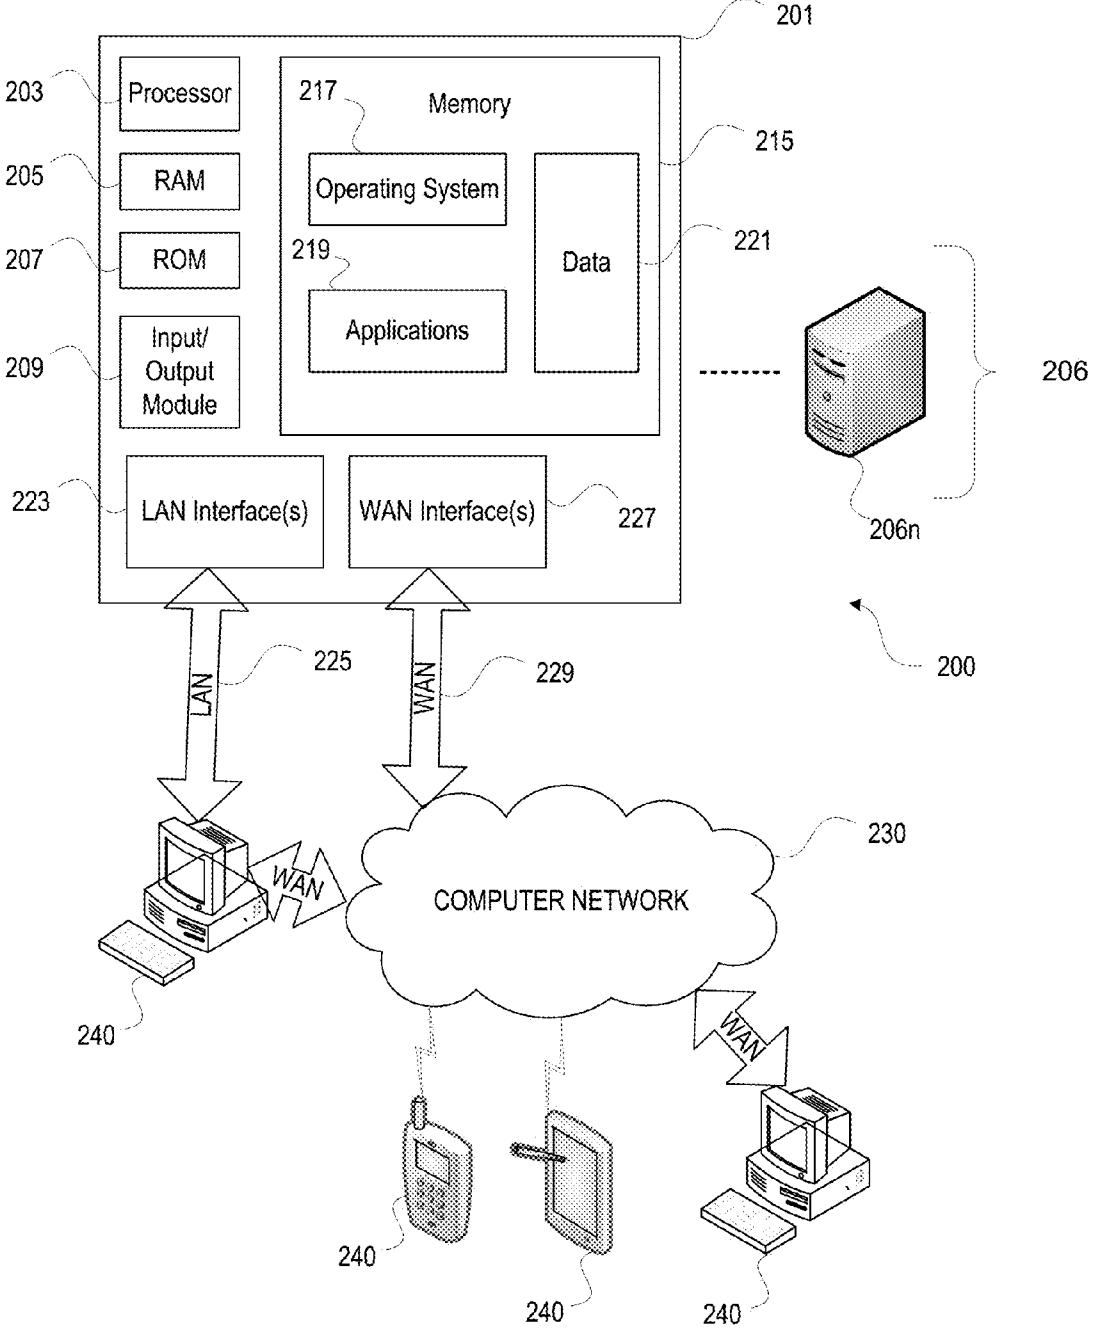 201
203
Processor
217
Memory
215
205
RAM
Operating System
207
ROM
219
Data
221
Applications
209
Input/
Output
Module
206
223
LAN Interface(s)
WAN Interface(s)
227
206n
200
225
LAN
229
WAN
230
WAN
COMPUTER NETWORK
240
WAN
240
240
240